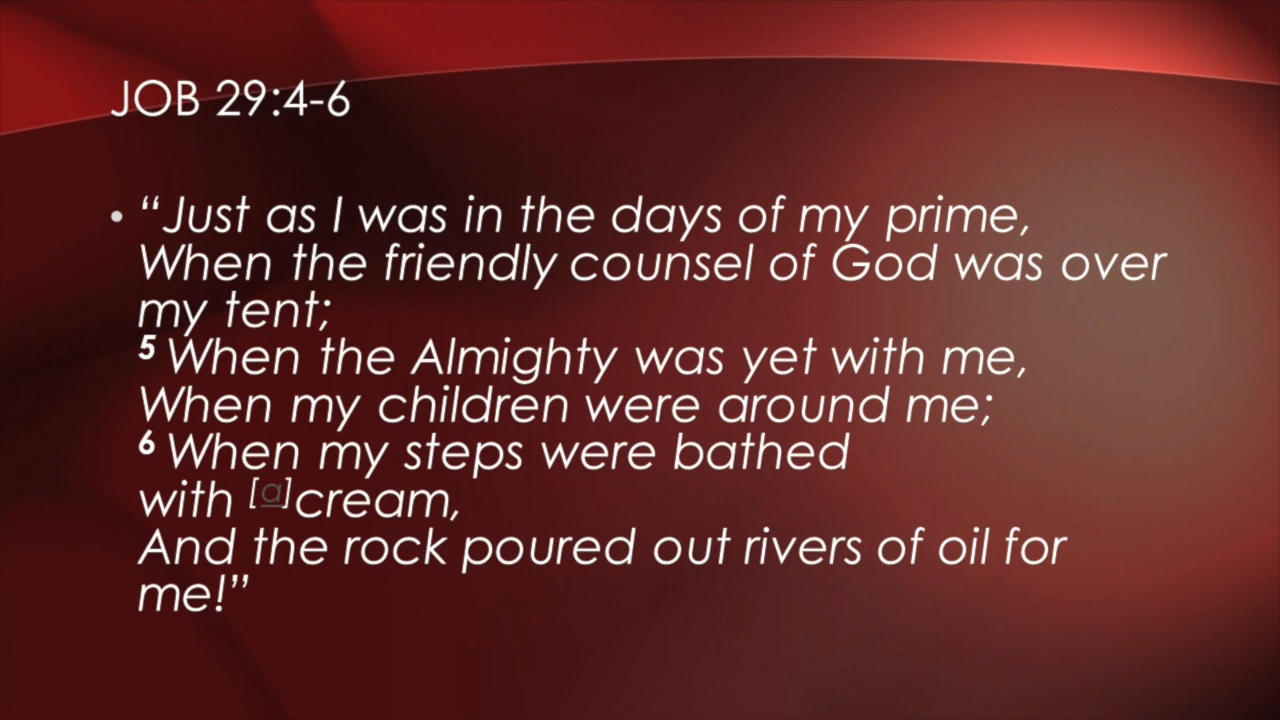 JOB 29:4-6
• “Just as I was in the days of my prime,
When the friendly counsel of God was over
my tent;
5 When the Almighty was yet with me,
When my children were around me;
6 When my steps were bathed
with [a]cream,
And the rock poured out rivers of oil for
me!”